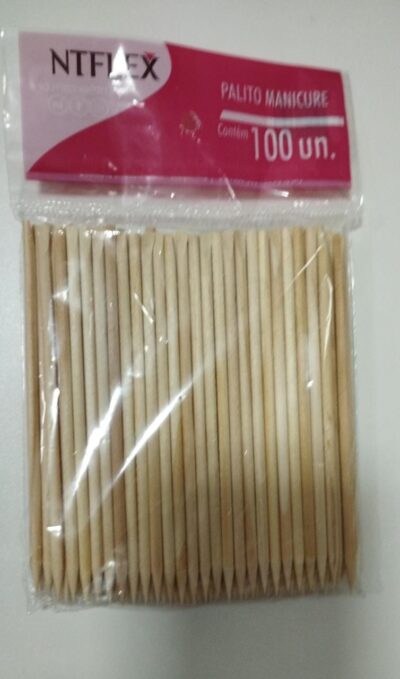 NTFLEX
PALITO MANICURE
Contém
100 un.